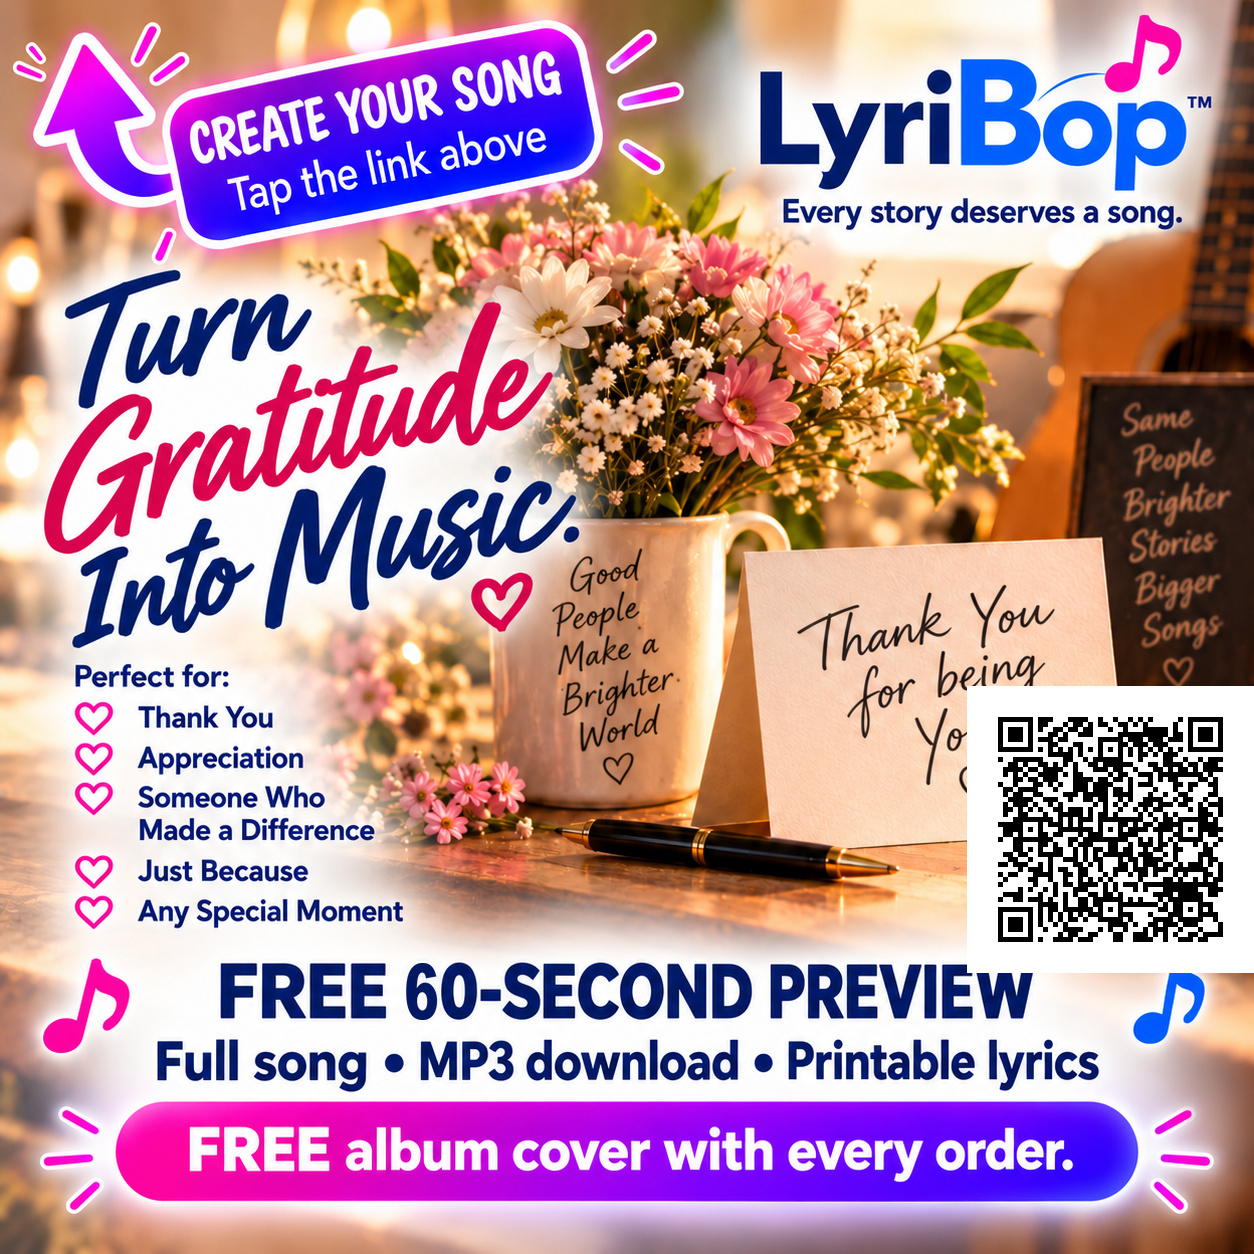 CREATE YOUR SONG
Tap the link above
LyriBop™
Every story deserves a song.
Turn
Gratitude
Into Music.
Perfect for:
Thank You
Appreciation
Someone Who
Made a Difference
Just Because
Any Special Moment
Good
People
Make a
Brighter
World
Thank You
for being
Yo
Same
People
Brighter
Stories
Bigger
Songs
FREE 60-SECOND PREVIEW
Full song • MP3 download • Printable lyrics
FREE album cover with every order.